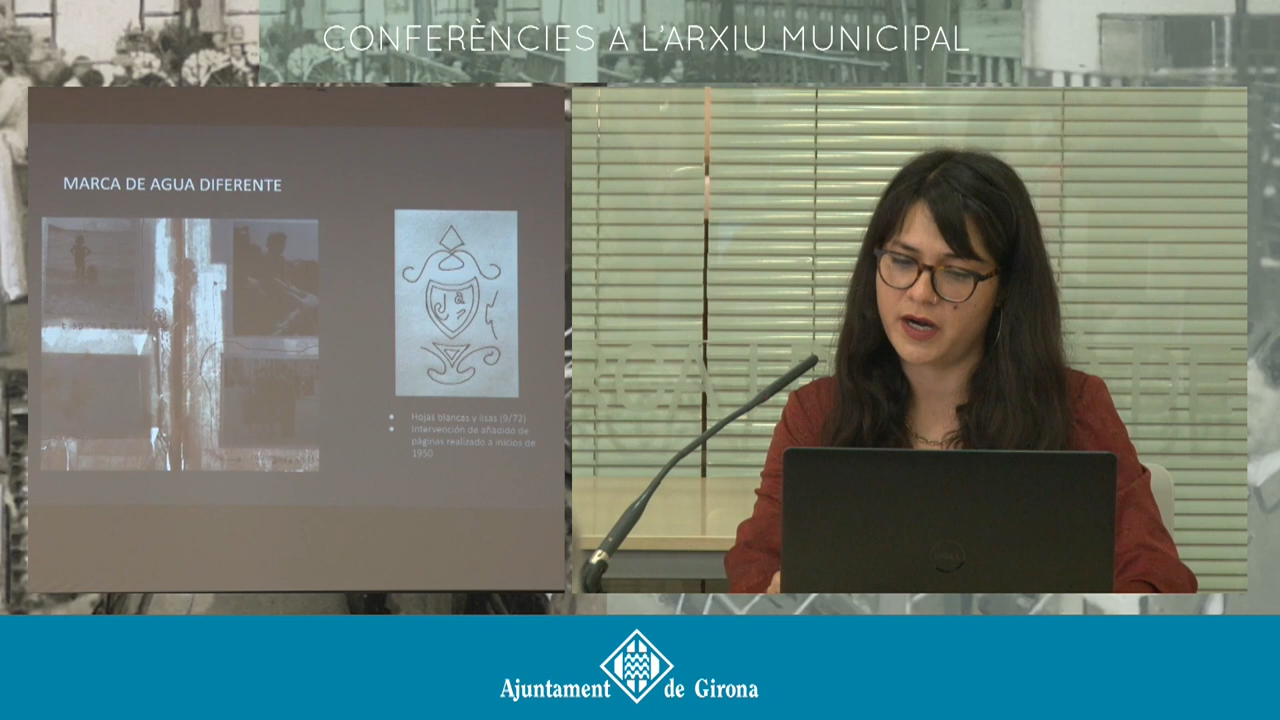 CONFERÈNCIES A L'ARXIU MUNICIPAL
MARCA DE AGUA DIFERENTE
Hojas blancas y lisas (9/72)
Intervención de añadido de
páginas realizado a inicios de
1950
DELL
Ajuntament de Girona